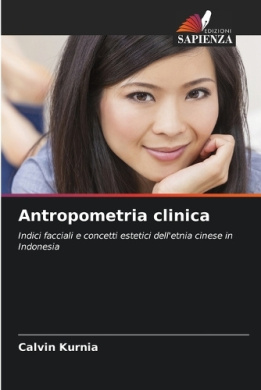 EDIZIONI
SAPIENZA
Antropometria clinica
Indici facciali e concetti estetici dell'etnia cinese in
Indonesia
Calvin Kurnia